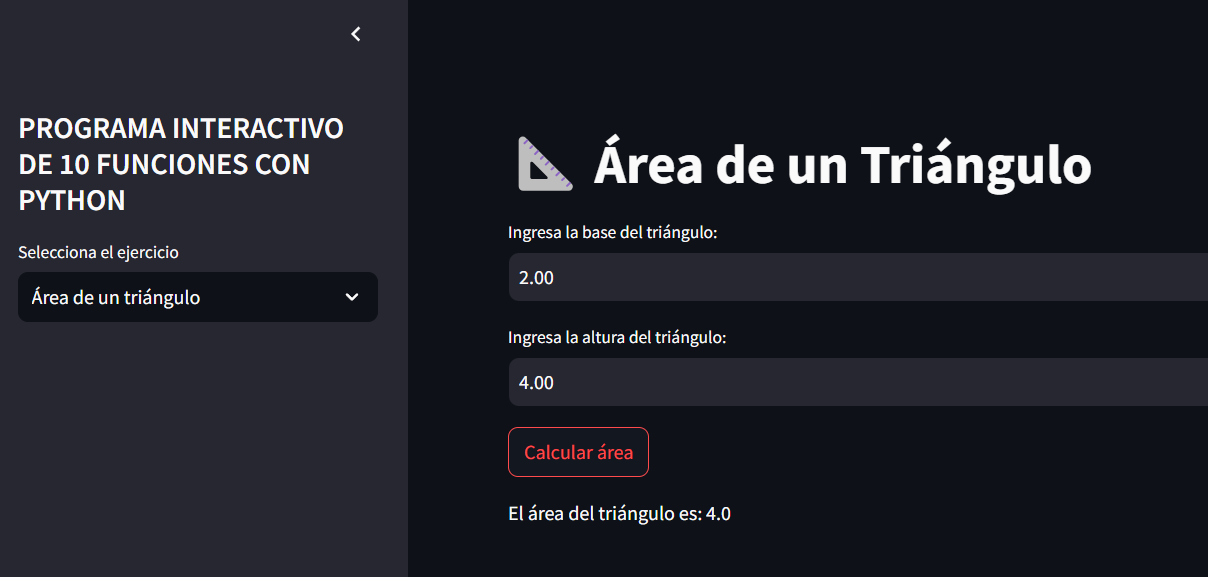 PROGRAMA INTERACTIVO
DE 10 FUNCIONES CON
PYTHON
Selecciona el ejercicio
Área de un triángulo
Área de un Triángulo
Ingresa la base del triángulo:
2.00
Ingresa la altura del triángulo:
4.00
Calcular área
El área del triángulo es: 4.0